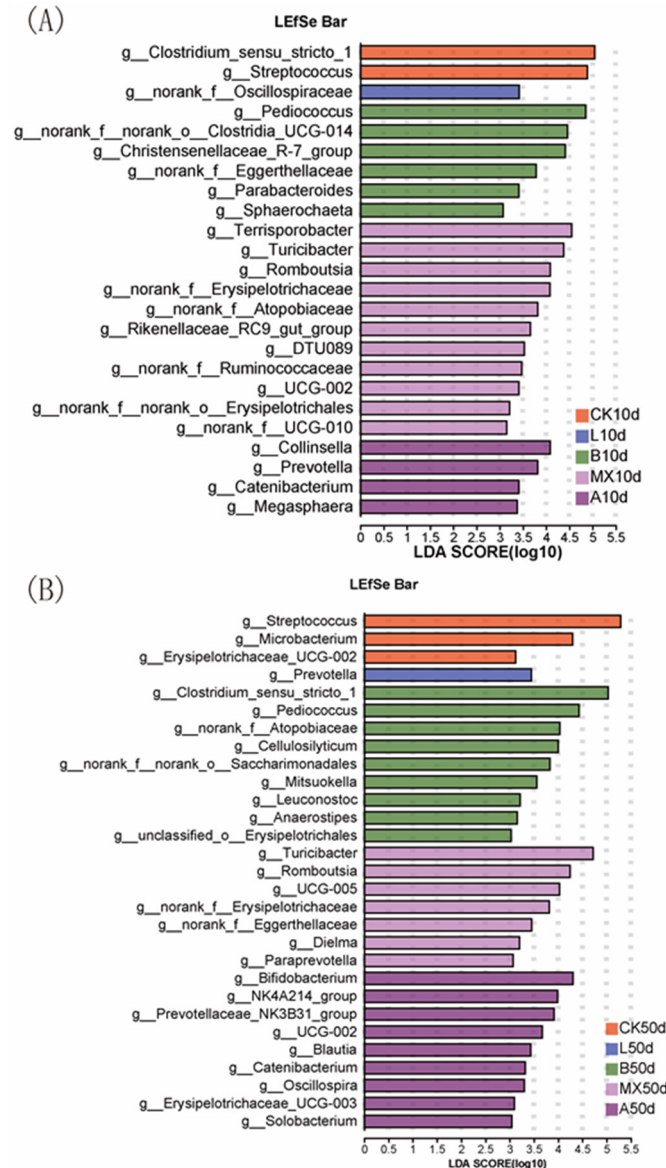 (A)
LEfSe Bar
g__Clostridium_sensu_stricto_1
g__Streptococcus
g__norank_f__Oscillospiraceae
g__Pediococcus
g__norank_f__norank_o__Clostridia_UCG-014
g__Christensenellaceae_R-7_group
g__norank_f__Eggerthellaceae
g__Parabacteroides
g__Sphaerochaeta
g__Terrisporobacter
g__Turicibacter
g__Romboutsia
g__norank_f__Erysipelotrichaceae
g__norank_f__Atopobiaceae
g__Rikenellaceae_RC9_gut_group
g__DTU089
g__norank_f__Ruminococcaceae
g__UCG-002
g__norank_f__norank_o__Erysipelotrichales
g__norank_f__UCG-010
g__Collinsella
g__Prevotella
g__Catenibacterium
g__Megasphaera
CK10d
L10d
B10d
MX10d
A10d
0 0.5 1 1.5 2 2.5 3 3.5 4 4.5 5 5.5
LDA SCORE(log10)
(B)
LEfSe Bar
g__Streptococcus
g__Microbacterium
g__Erysipelotrichaceae_UCG-002
g__Prevotella
g__Clostridium_sensu_stricto_1
g__Pediococcus
g__norank_f__Atopobiaceae
g__Cellulosilyticum
g__norank_f__norank_o__Saccharimonadales
g__Mitsuokella
g__Leuconostoc
g__Anaerostipes
g__unclassified_o__Erysipelotrichales
g__Turicibacter
g__Romboutsia
g__UCG-005
g__norank_f__Erysipelotrichaceae
g__norank_f__Eggerthellaceae
g__Dielma
g__Paraprevotella
g__Bifidobacterium
g__NK4A214_group
g__Prevotellaceae_NK3B31_group
g__UCG-002
g__Blautia
g__Catenibacterium
g__Oscillospira
g__Erysipelotrichaceae_UCG-003
g__Solobacterium
CK50d
L50d
B50d
MX50d
A50d
0 0.5 1 1.5 2 2.5 3 3.5 4 4.5 5 5.5
LDA SCORE(log10)